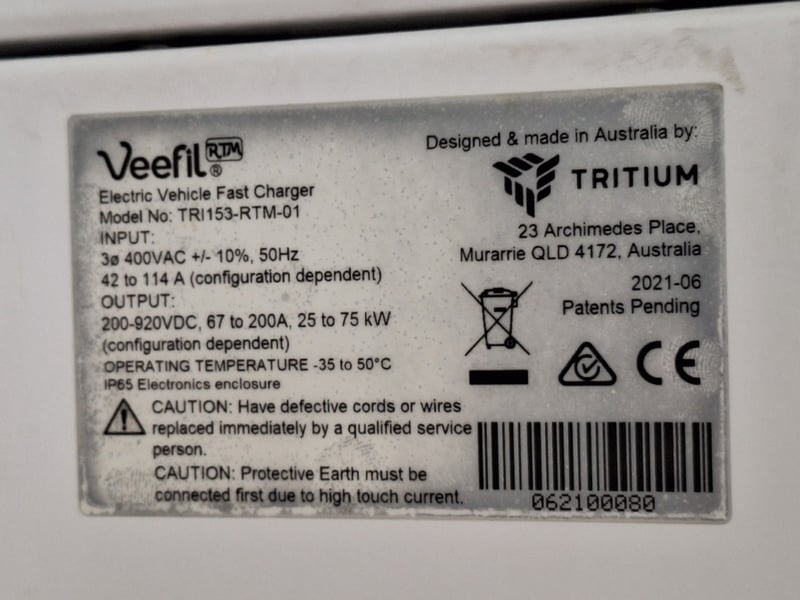 Veefil RTM ®
Electric Vehicle Fast Charger
Model No: TRI153-RTM-01
INPUT:
3ø 400VAC +/- 10%, 50Hz
42 to 114 A (configuration dependent)
OUTPUT:
200-920VDC, 67 to 200A, 25 to 75 kW
(configuration dependent)
OPERATING TEMPERATURE -35 to 50°C
IP65 Electronics enclosure
CAUTION: Have defective cords or wires
replaced immediately by a qualified service
person.
CAUTION: Protective Earth must be
connected first due to high touch current.
Designed & made in Australia by:
TRITIUM
23 Archimedes Place,
Murarrie QLD 4172, Australia
2021-06
Patents Pending
CE
062100080